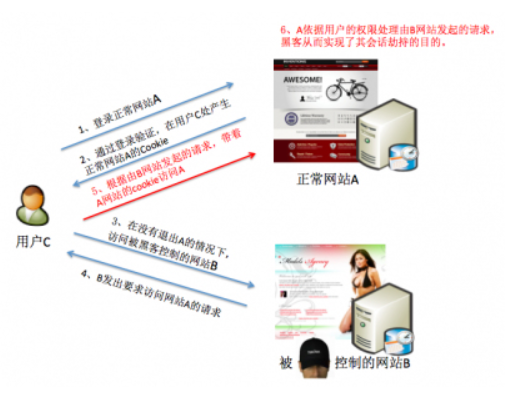 6、A依据用户的权限处理由B网站发起的请求，
黑客从而实现了其会话劫持的目的。
AWESOME!
1、登录正常网站A
2、通过登录验证，在用户C处产生
正常网站A的Cookie
5、根据由B网站发起的请求，带着
A网站的cookie访问A
正常网站A
用户C
3、在没有退出A的情况下，
访问被黑客控制的网站B
4、B发出要求访问网站A的请求
Models Agency
被 控制的网站B